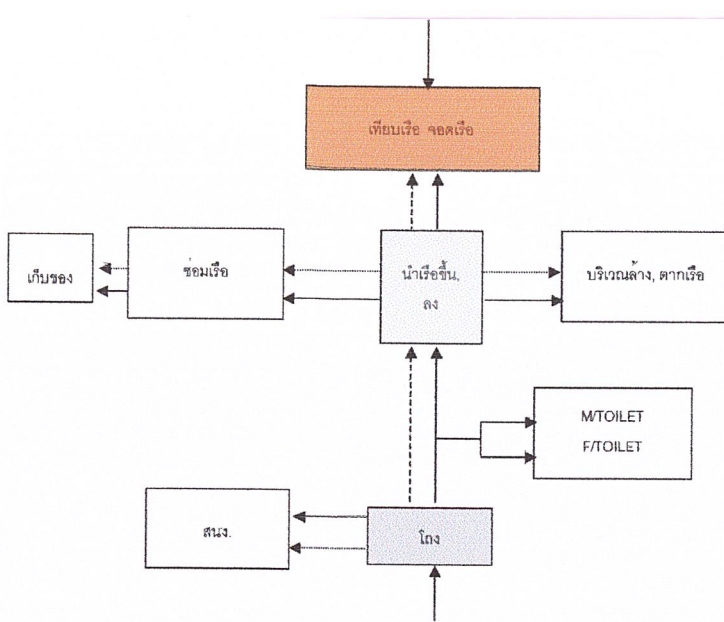 เทียบเรือ จอดเรือ
เก็บของ
ซ่อมเรือ
นำเรือขึ้น,
ลง
บริเวณล้าง, ตากเรือ
M/TOILET
F/TOILET
สนง.
โถง